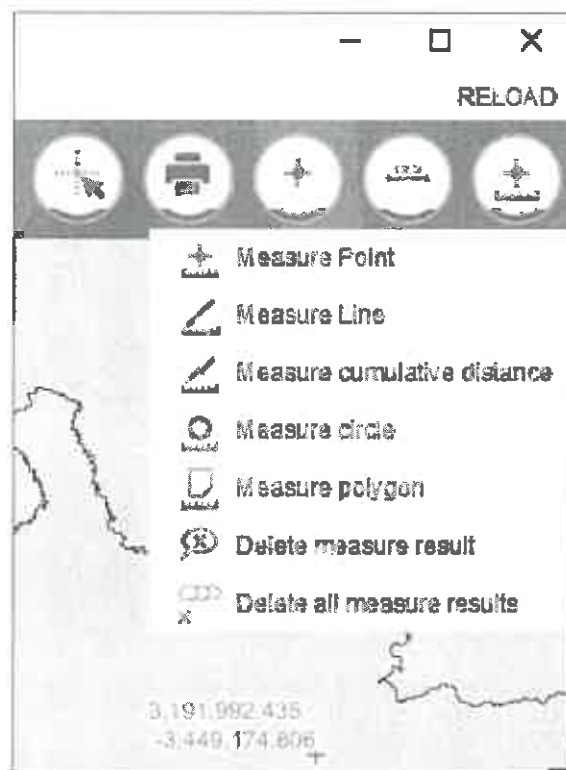 RELOAD
Measure Point
Measure Line
Measure cumulative distance
Measure circle
Measure polygon
Delete measure result
Delete all measure results
3,191,992.435
-3,449,174.606